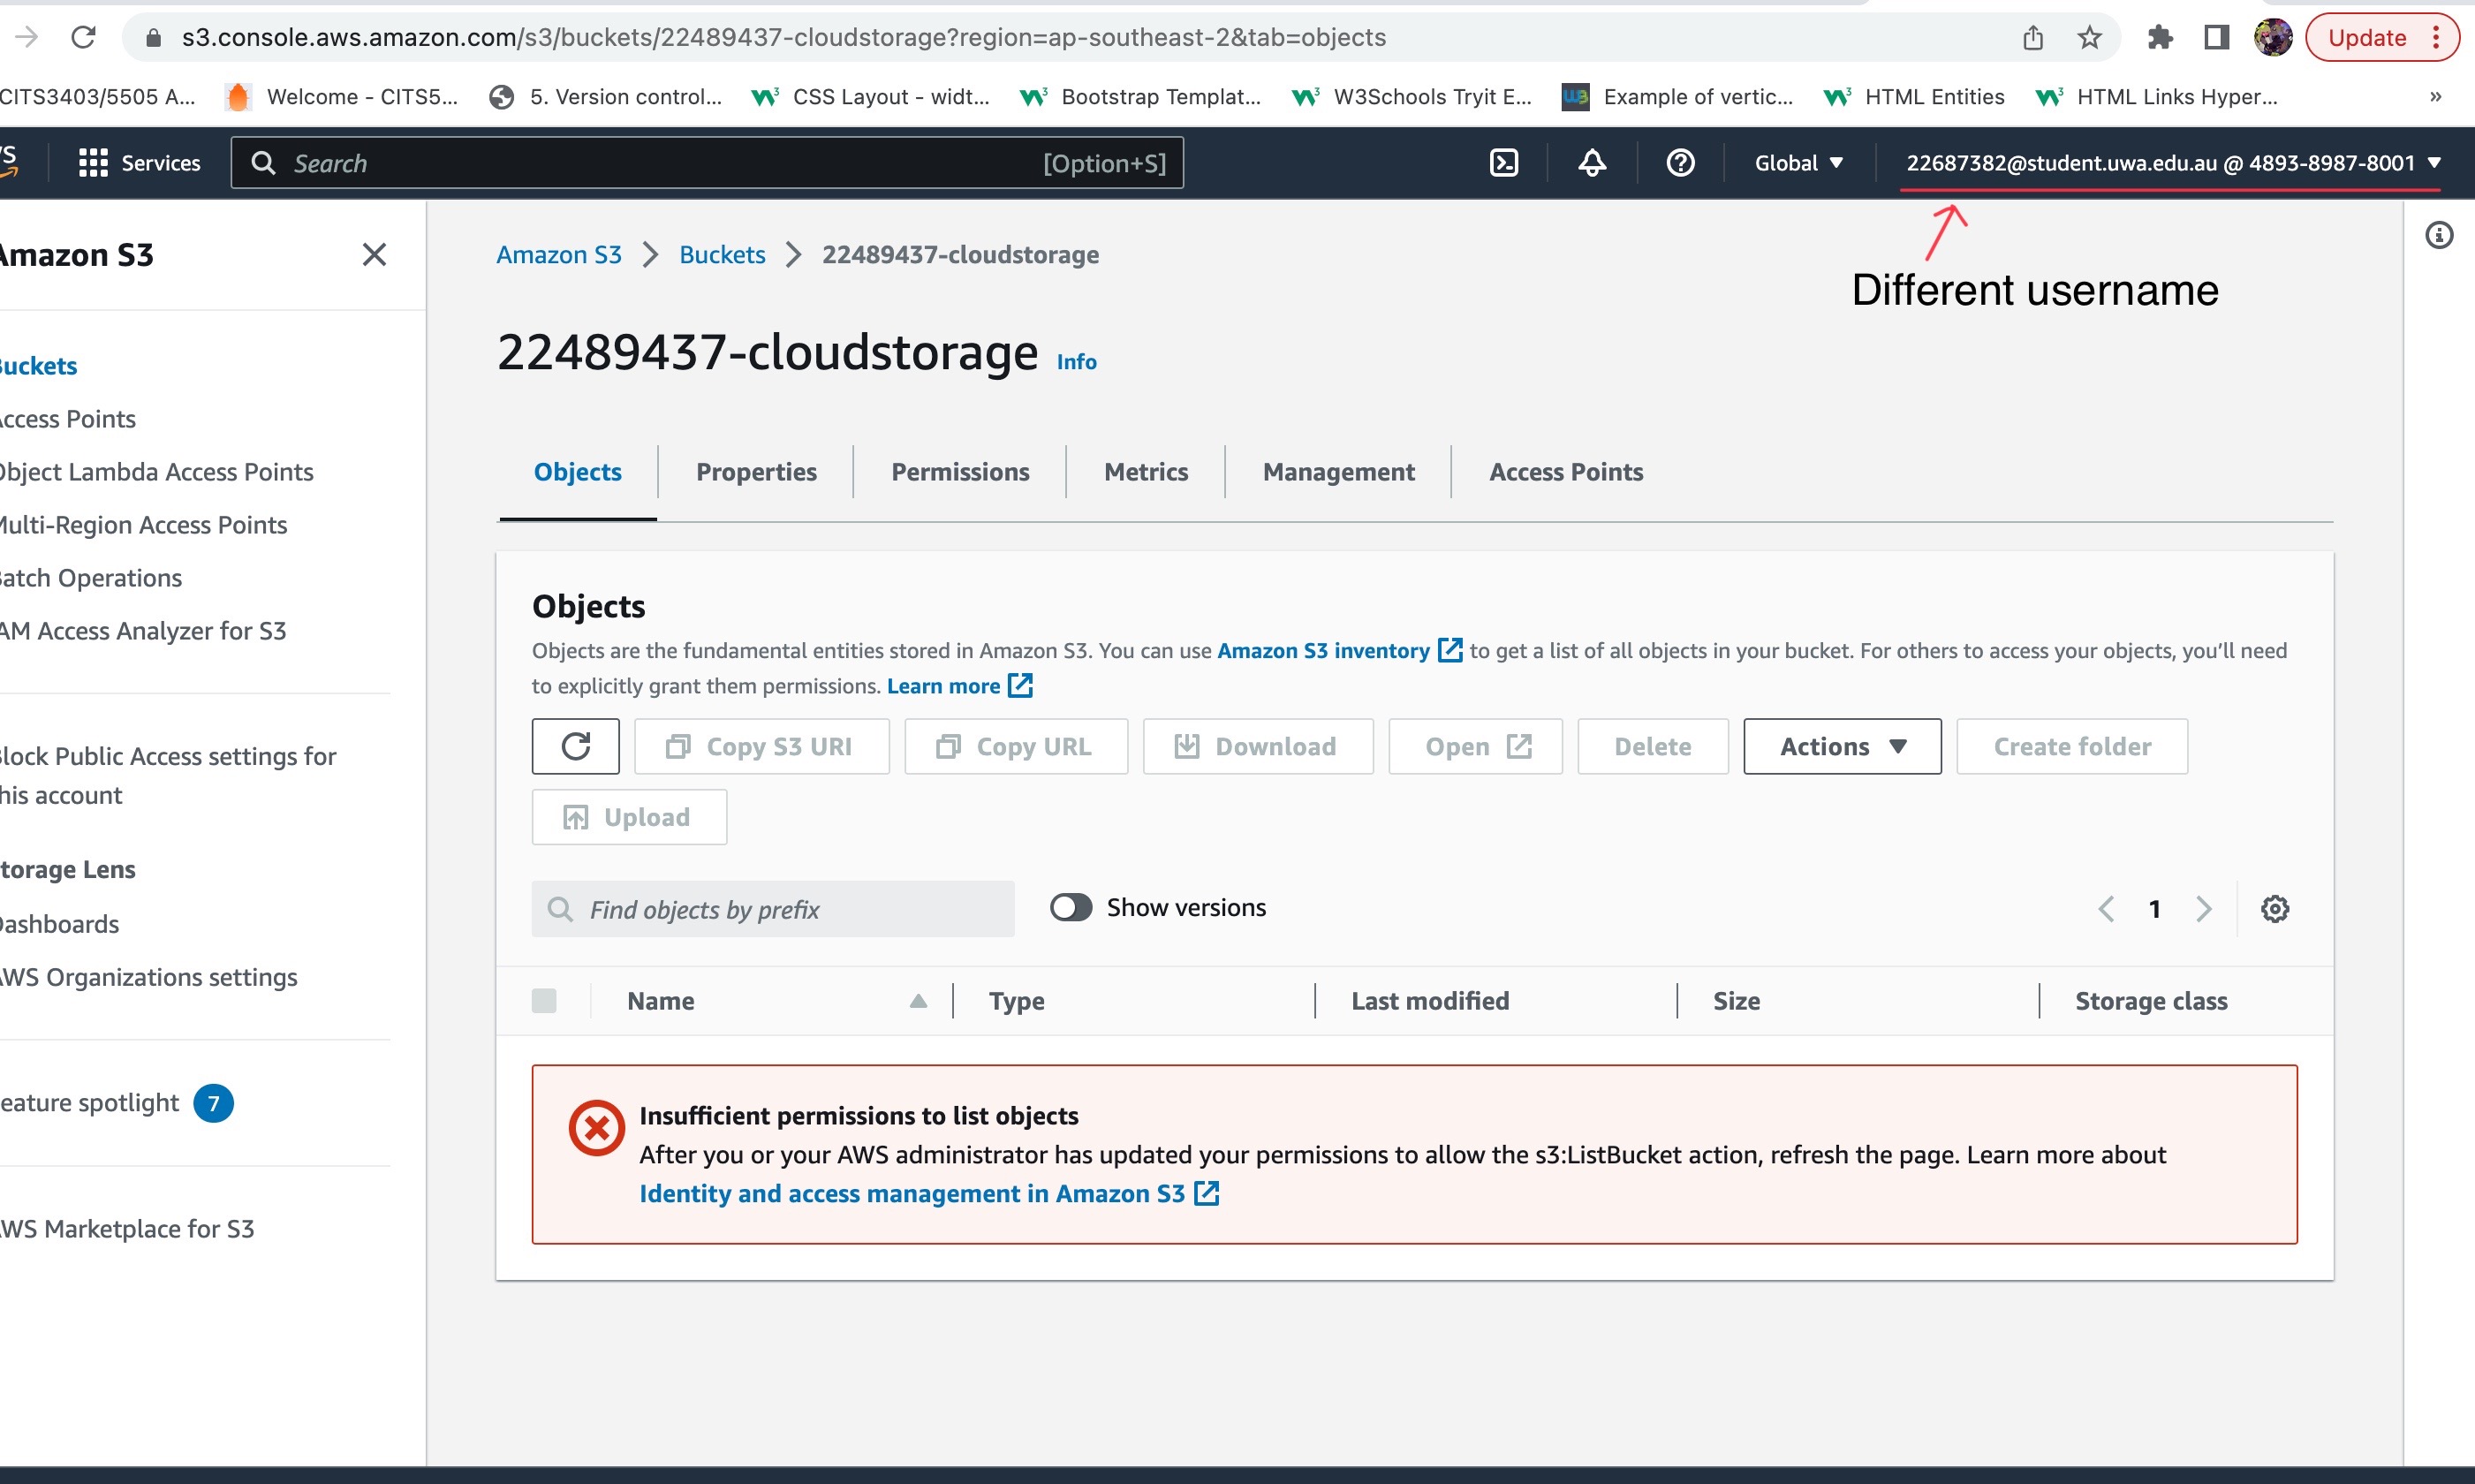 s3.console.aws.amazon.com/s3/buckets/22489437-cloudstorage?region=ap-southeast-2&tab=objects
Update
CITS3403/5505 A...
Welcome - CITS5...
5. Version control...
CSS Layout - widt...
Bootstrap Templat...
W3Schools Tryit E...
Example of vertic...
HTML Entities
HTML Links Hyper...
»
Services
Search
[Option+S]
Global
22687382@student.uwa.edu.au @ 4893-8987-8001
Different username
Amazon S3
Buckets
Access Points
Object Lambda Access Points
Multi-Region Access Points
Batch Operations
IAM Access Analyzer for S3
Block Public Access settings for
this account
Storage Lens
Dashboards
AWS Organizations settings
Feature spotlight 7
AWS Marketplace for S3
Amazon S3 > Buckets > 22489437-cloudstorage
22489437-cloudstorage Info
Objects
Properties
Permissions
Metrics
Management
Access Points
Objects
Objects are the fundamental entities stored in Amazon S3. You can use Amazon S3 inventory to get a list of all objects in your bucket. For others to access your objects, you’ll need
to explicitly grant them permissions. Learn more
Copy S3 URI
Copy URL
Download
Open
Delete
Actions
Create folder
Upload
Find objects by prefix
Show versions
1
Name
Type
Last modified
Size
Storage class
Insufficient permissions to list objects
After you or your AWS administrator has updated your permissions to allow the s3:ListBucket action, refresh the page. Learn more about
Identity and access management in Amazon S3